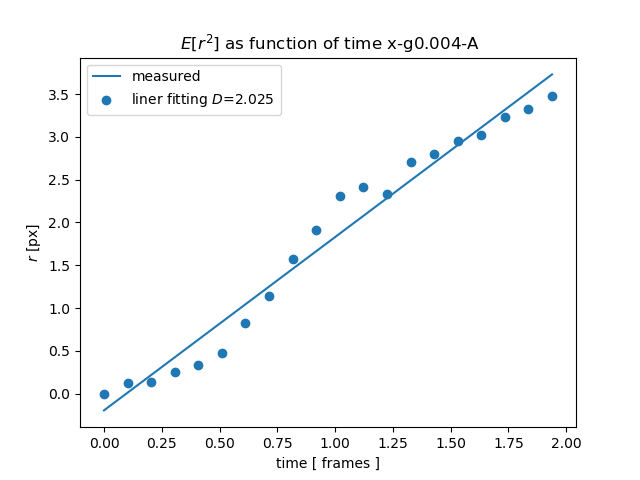 E[r²] as function of time x-g0.004-A
measured
liner fitting D=2.025
3.5
3.0
2.5
2.0
1.5
1.0
0.5
0.0
r [px]
0.00 0.25 0.50 0.75 1.00 1.25 1.50 1.75 2.00
time [ frames ]